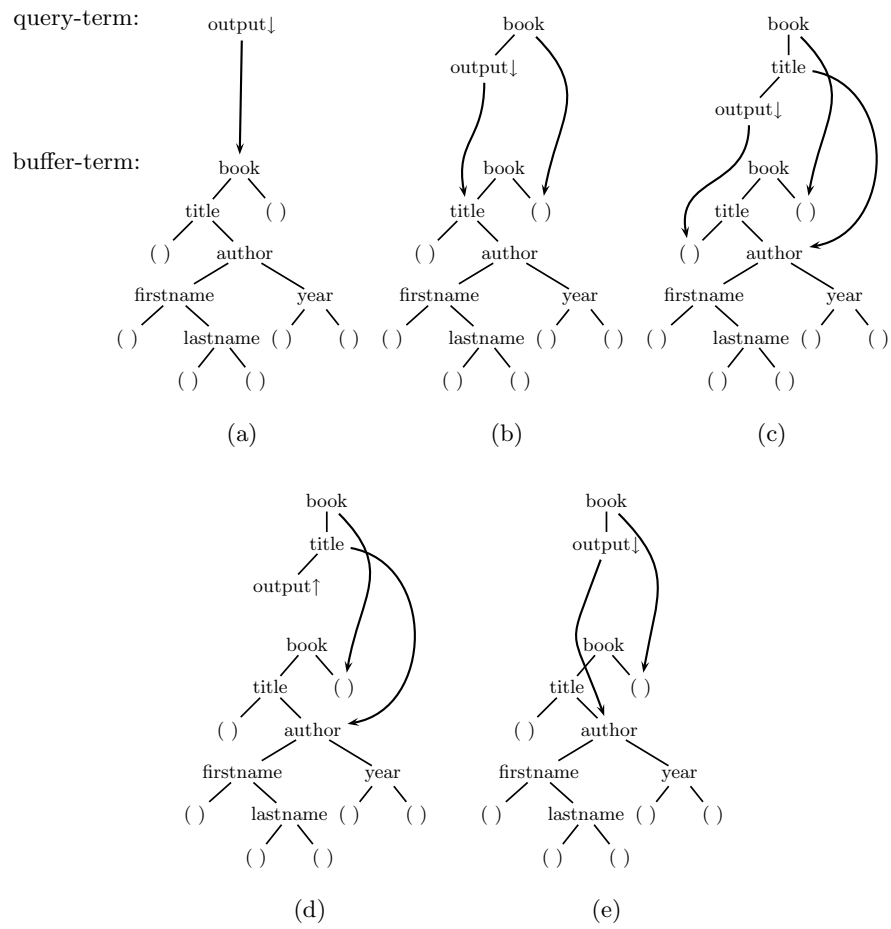 query-term: output↓ book book
output↓ title
output↓
buffer-term:
book book book
title ( ) title ( ) title ( )
( ) author ( ) author ( ) author
firstname year firstname year firstname year
( ) lastname ( ) ( ) ( ) lastname ( ) ( ) ( ) lastname ( ) ( )
( ) ( ) ( ) ( ) ( ) ( )
(a) (b) (c)
book book
title output↓
output↑
book book
title ( ) title ( )
( ) author ( ) author
firstname year firstname year
( ) lastname ( ) ( ) ( ) lastname ( ) ( )
( ) ( ) ( ) ( )
(d) (e)